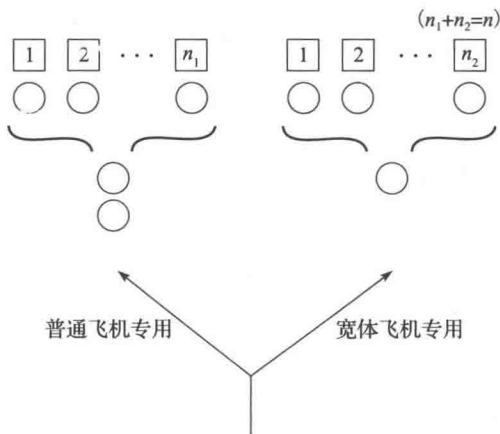 (n₁+n₂=n)
1 2 ··· n₁ 1 2 ··· n₂
普通飞机专用 宽体飞机专用